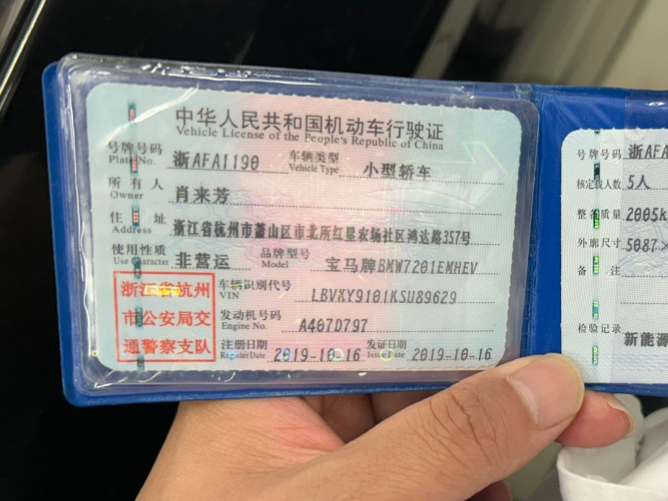 中华人民共和国机动车行驶证
Vehicle License of the People's Republic of China
号牌号码 浙AFA1190 车辆类型 小型轿车
Plate No. Vehicle Type
所有人 肖来芳
Owner
住址 浙江省杭州市萧山区市北所红垦农场社区鸿达路357号
Address
使用性质 非营运 品牌型号 宝马牌BMW7201EMHEV
Use Character Model
浙江省杭州
市公安局交
通警察支队
车辆识别代号 LBVXY9101KSU89629
VIN
发动机号码 A407D797
Engine No.
注册日期 2019-10-16 发证日期 2019-10-16
Register Date Issue Date
号牌号码 浙AFA
核定载人数 5人
整备质量 2005k
外廓尺寸 5087×
备注
检验记录
新能源